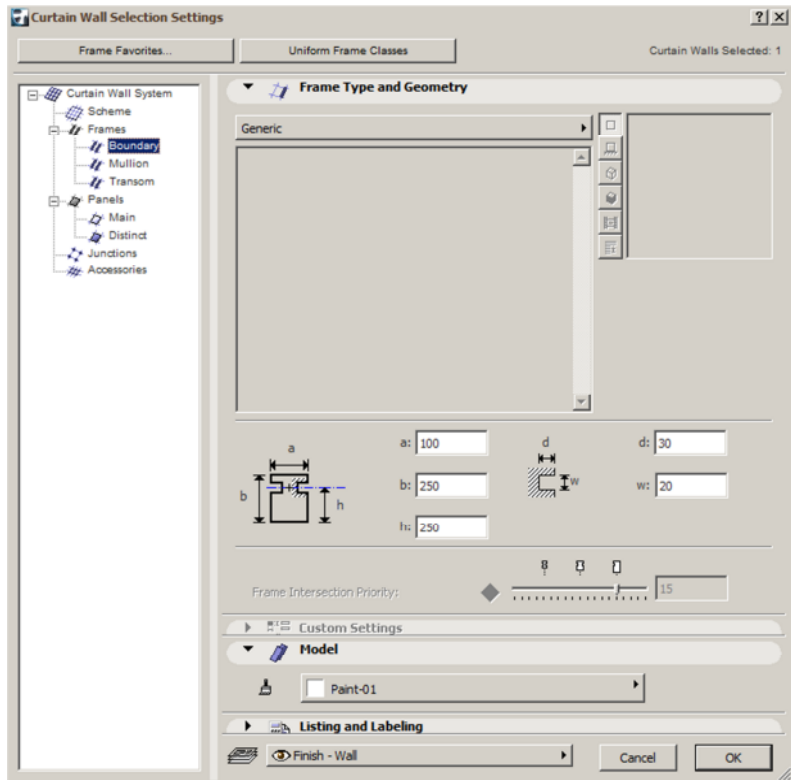 Curtain Wall Selection Settings
Frame Favorites...
Uniform Frame Classes
Curtain Walls Selected: 1
Curtain Wall System
Scheme
Frames
Boundary
Mullion
Transom
Panels
Main
Distinct
Junctions
Accessories
Frame Type and Geometry
Generic
a
b
h
a: 100
b: 250
h: 250
d
w
d: 30
w: 20
Frame Intersection Priority:
15
Custom Settings
Model
Paint-01
Listing and Labeling
Finish - Wall
Cancel
OK